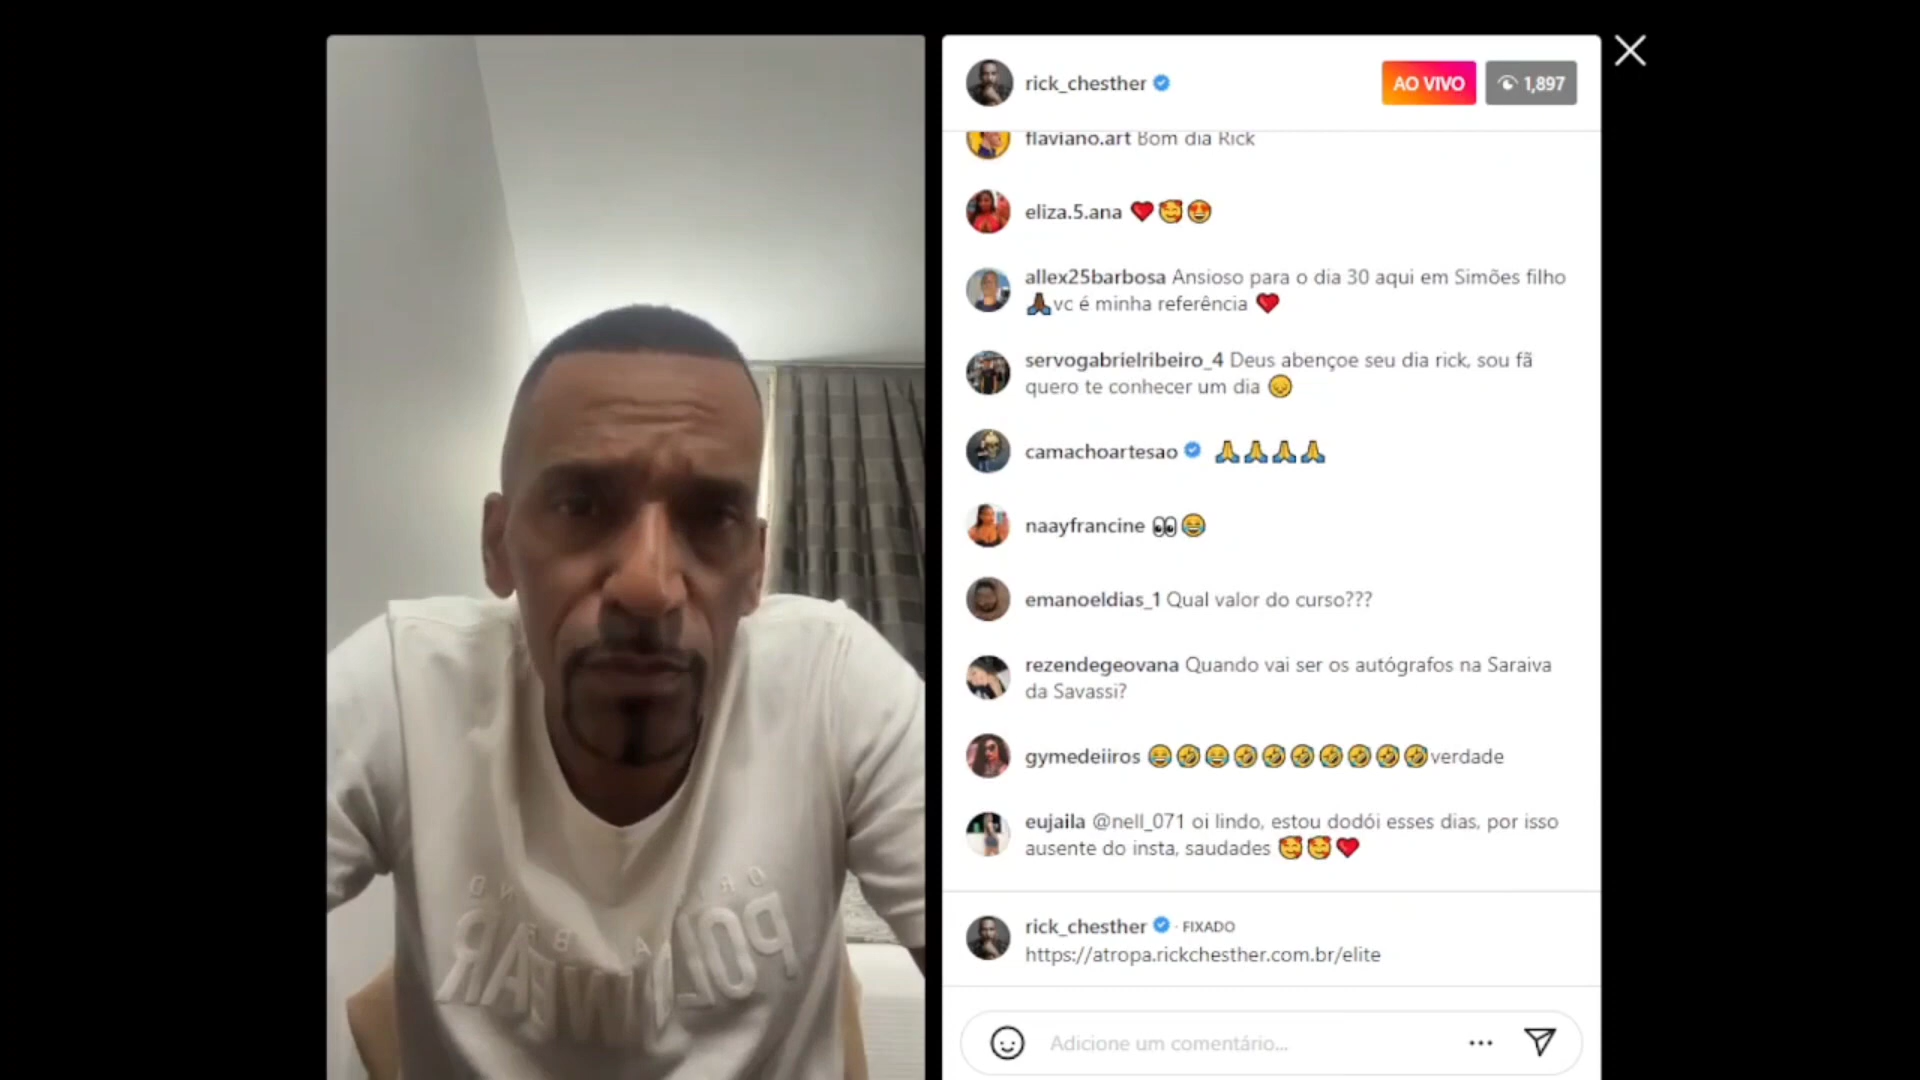 rick_chesther
AO VIVO
1,897
flaviano.art Bom dia Rick
eliza.5.ana ❤️🥰😍
allex25barbosa Ansioso para o dia 30 aqui em Simões filho
🙏🏾vc é minha referência ❤️
servogabrielribeiro_4 Deus abençoe seu dia rick, sou fã
quero te conhecer um dia 😞
camachoartesao 🙏🙏🙏🙏
naayfrancine 👀😂
emanoeldias_1 Qual valor do curso???
rezendegeovana Quando vai ser os autógrafos na Saraiva
da Savassi?
gymedeiiros 😂🤣😂🤣🤣🤣🤣🤣🤣🤣verdade
eujaila @nell_071 oi lindo, estou dodói esses dias, por isso
ausente do insta, saudades 🥰🥰❤️
rick_chesther · FIXADO
https://atropa.rickchesther.com.br/elite
Adicione um comentário...
POLO WEAR